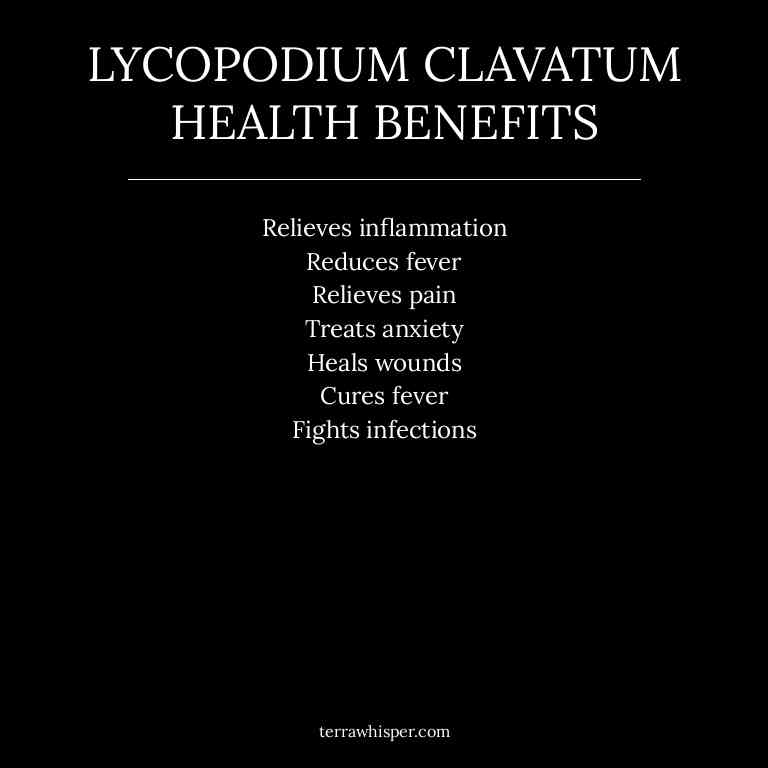 LYCOPODIUM CLAVATUM
HEALTH BENEFITS
Relieves inflammation
Reduces fever
Relieves pain
Treats anxiety
Heals wounds
Cures fever
Fights infections
terrawhisper.com